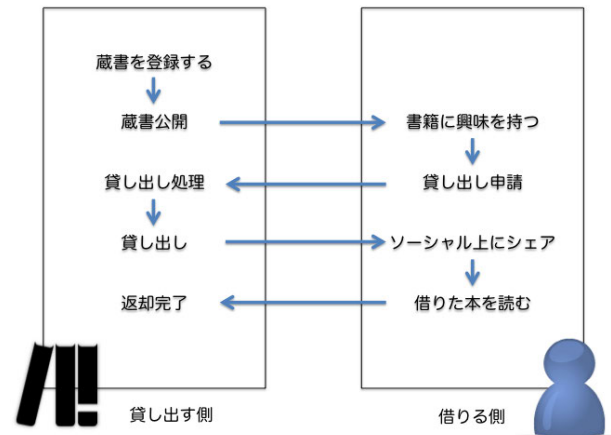 蔵書を登録する
蔵書公開
書籍に興味を持つ
貸し出し処理
貸し出し申請
貸し出し
ソーシャル上にシェア
返却完了
借りた本を読む
貸し出す側
借りる側